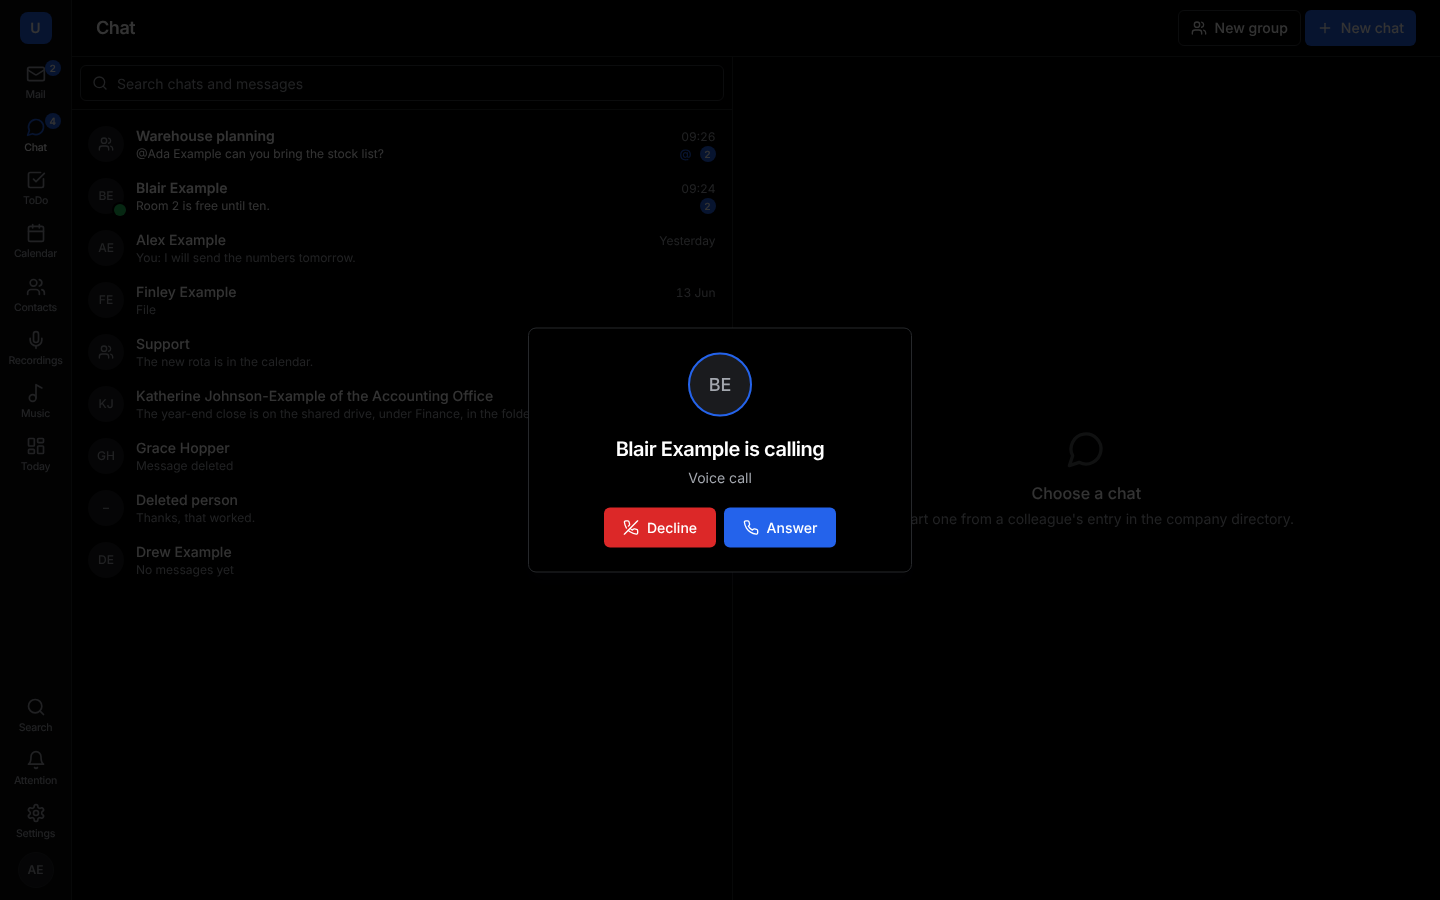 U
Chat
New group
New chat
2
Mail
4
Chat
ToDo
Calendar
Contacts
Recordings
Music
Today
Search
Attention
Settings
AE
Search chats and messages
Warehouse planning
09:26
@Ada Example can you bring the stock list?
@ 2
BE
Blair Example
09:24
Room 2 is free until ten.
2
AE
Alex Example
Yesterday
You: I will send the numbers tomorrow.
FE
Finley Example
13 Jun
File
Support
The new rota is in the calendar.
KJ
Katherine Johnson-Example of the Accounting Office
The year-end close is on the shared drive, under Finance, in the folde
GH
Grace Hopper
Message deleted
–
Deleted person
Thanks, that worked.
DE
Drew Example
No messages yet
BE
Blair Example is calling
Voice call
Decline
Answer
Choose a chat
art one from a colleague's entry in the company directory.